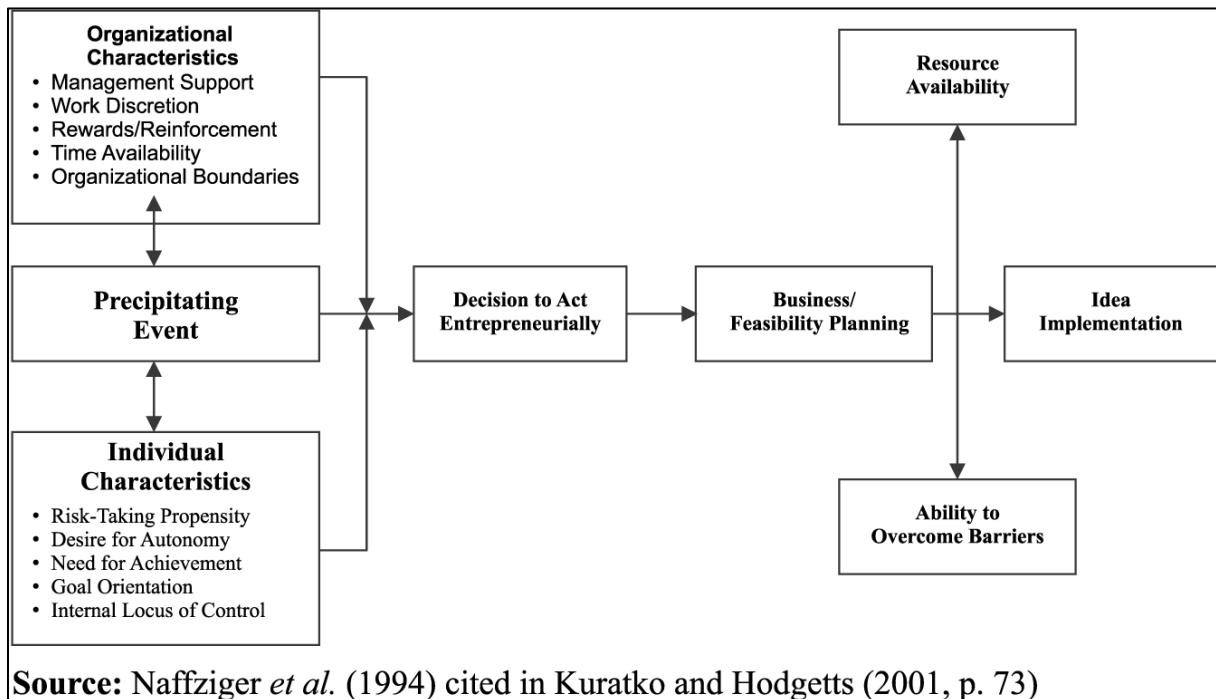 Organizational
Characteristics
• Management Support
• Work Discretion
• Rewards/Reinforcement
• Time Availability
• Organizational Boundaries
Precipitating
Event
Individual
Characteristics
• Risk-Taking Propensity
• Desire for Autonomy
• Need for Achievement
• Goal Orientation
• Internal Locus of Control
Decision to Act
Entrepreneurially
Business/
Feasibility Planning
Resource
Availability
Idea
Implementation
Ability to
Overcome Barriers
Source: Naffziger et al. (1994) cited in Kuratko and Hodgetts (2001, p. 73)